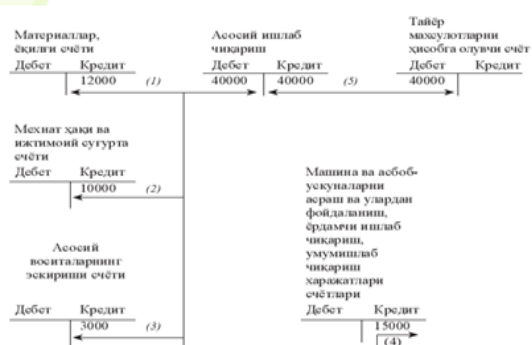 Материаллар,
ёқилғи счёти
Дебет Кредит
12000 (1)
Асосий ишлаб
чиқариш
Дебет Кредит
40000 40000 (5)
Тайёр
махсулотларни
ҳисобга олувчи счёт
Дебет Кредит
40000
Мехнат ҳақи ва
ижтимоий суғурта
счёти
Дебет Кредит
10000 (2)
Асосий
воситаларнинг
эскириши счёти
Дебет Кредит
3000 (3)
Машина ва асбоб-
ускуналарни
асраш ва улардан
фойдаланиш,
ёрдамчи ишлаб
чиқариш,
умумишлаб
чиқариш
харажатлари
счётлари
Дебет Кредит
15000
(4)